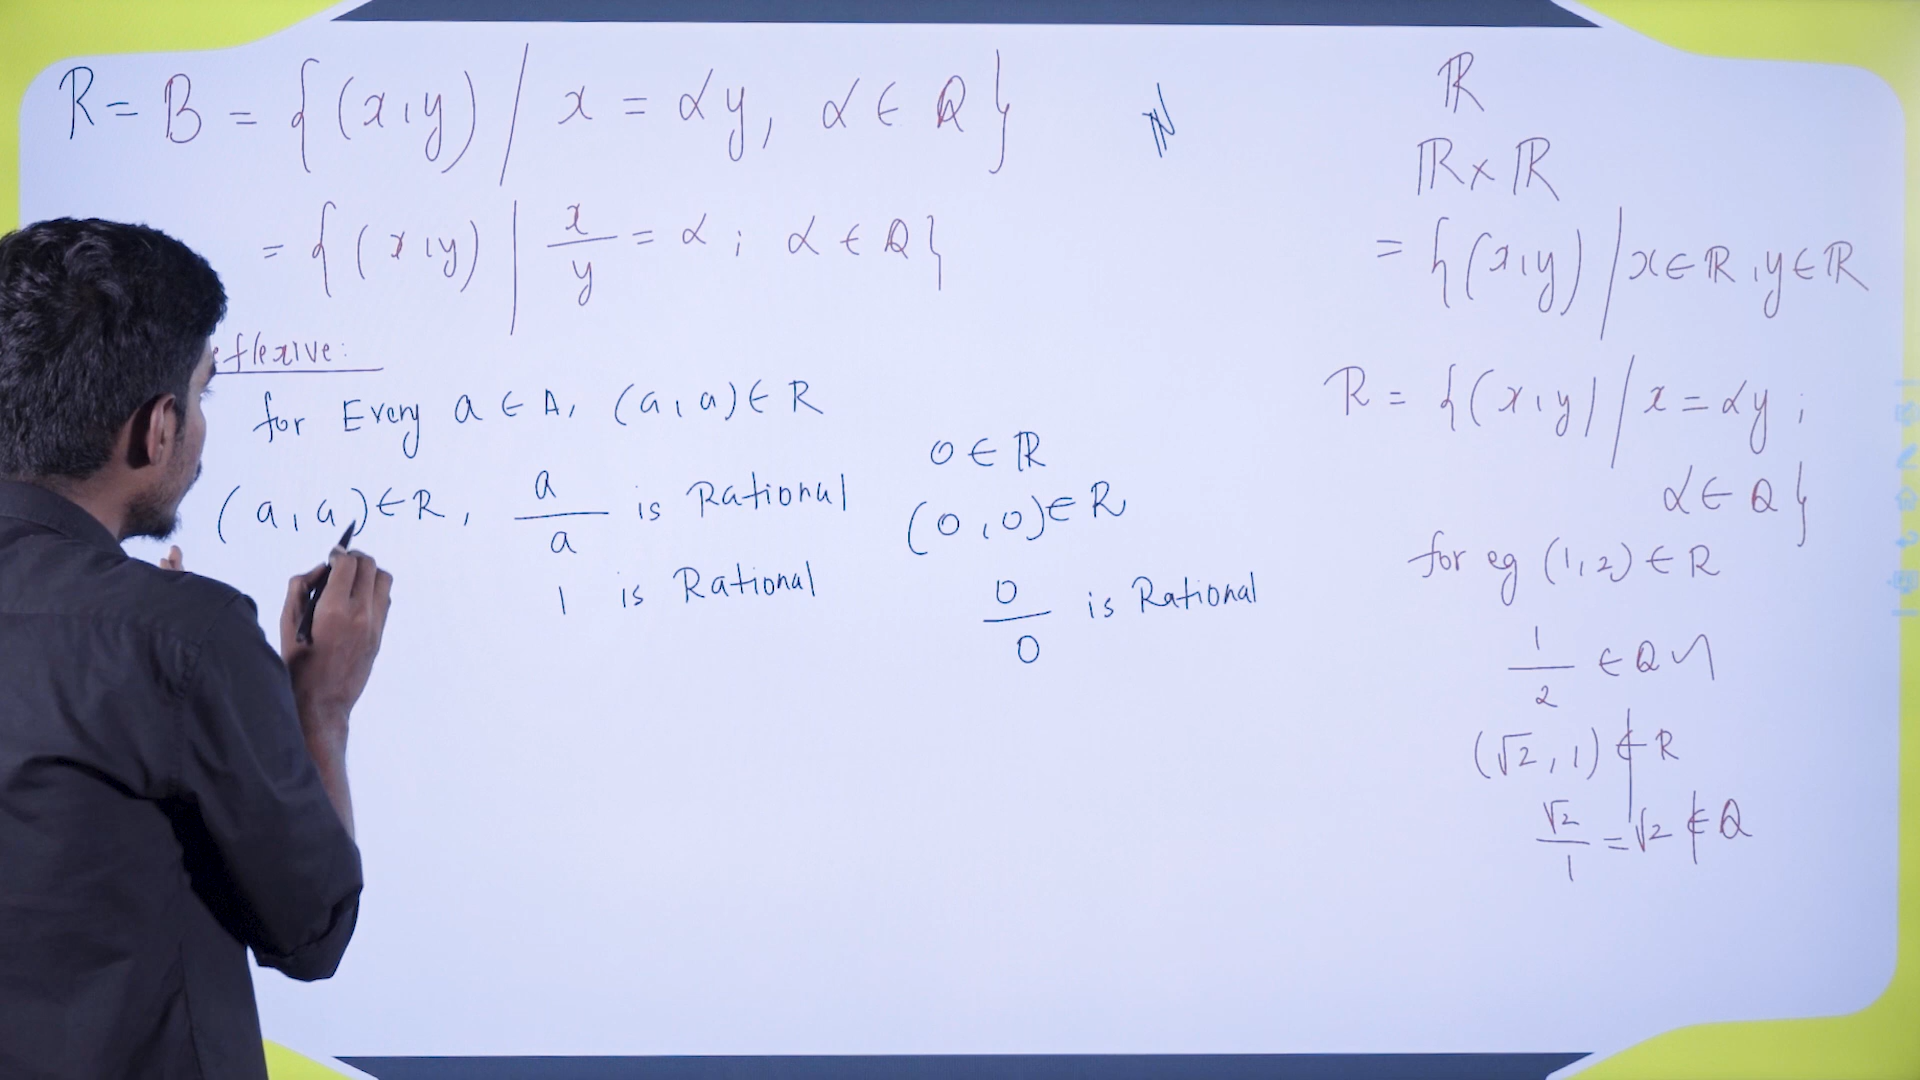 R = B = {(x,y) / x = αy, α ∈ Q}
= {(x,y) | x/y = α ; α ∈ Q}
eflexive:
for Every a ∈ A, (a,a) ∈ R
(a,a) ∈ R, a/a is Rational
1 is Rational
0 ∈ ℝ
(0,0) ∈ R
0/0 is Rational
ℕ
ℝ
ℝ × ℝ
= {(x,y) / x ∈ ℝ, y ∈ ℝ
R = {(x,y) / x = αy ;
α ∈ Q}
for eg (1,2) ∈ R
1/2 ∈ Q
(√2, 1) ∉ R
√2/1 = √2 ∉ Q